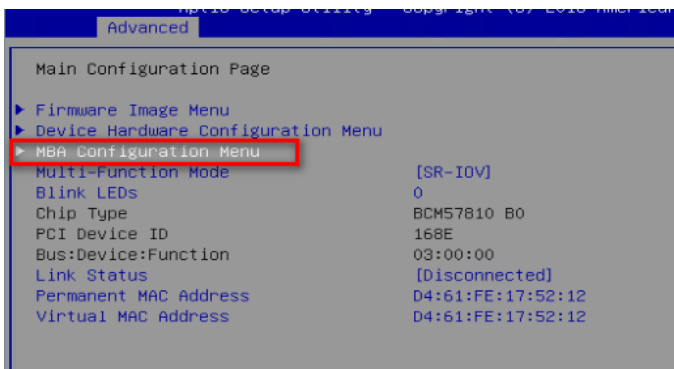 Advanced
Main Configuration Page
Firmware Image Menu
Device Hardware Configuration Menu
MBA Configuration Menu
Multi-Function Mode [SR-IOV]
Blink LEDs 0
Chip Type BCM57810 B0
PCI Device ID 168E
Bus:Device:Function 03:00:00
Link Status [Disconnected]
Permanent MAC Address D4:61:FE:17:52:12
Virtual MAC Address D4:61:FE:17:52:12